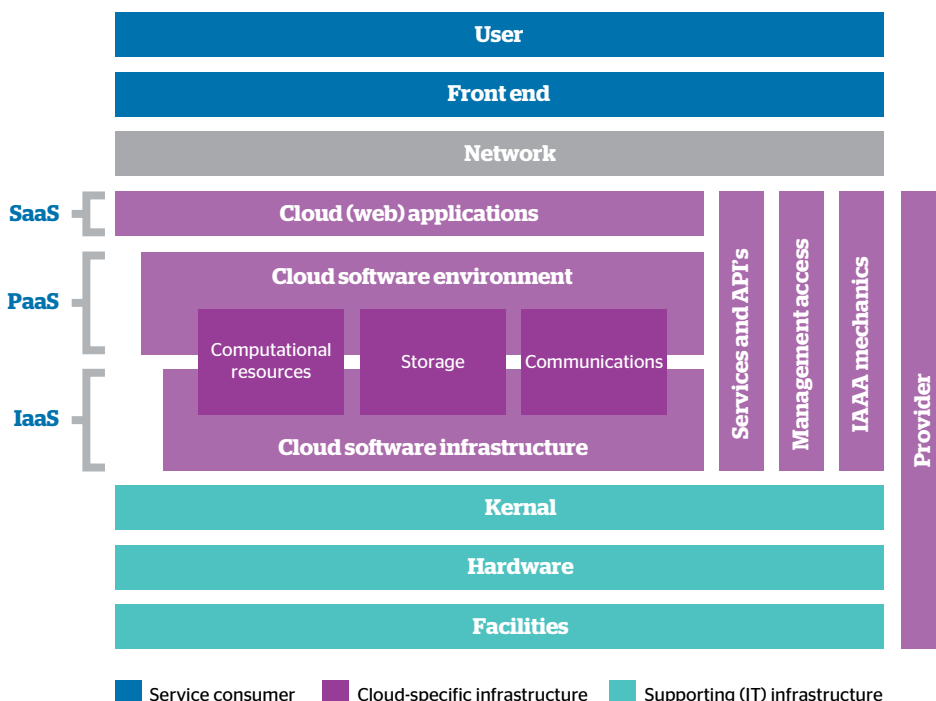 User
Front end
Network
SaaS
Cloud (web) applications
PaaS
Cloud software environment
Computational
resources
Storage
Communications
IaaS
Cloud software infrastructure
Services and API's
Management access
IAAA mechanics
Provider
Kernal
Hardware
Facilities
Service consumer
Cloud-specific infrastructure
Supporting (IT) infrastructure